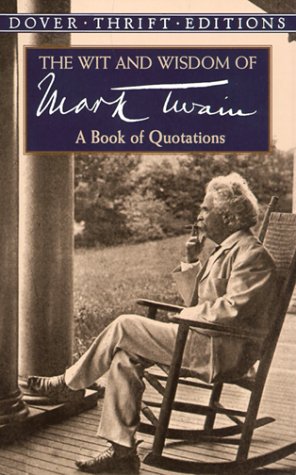 DOVER · THRIFT · EDITIONS
THE WIT AND WISDOM OF
Mark Twain
A Book of Quotations